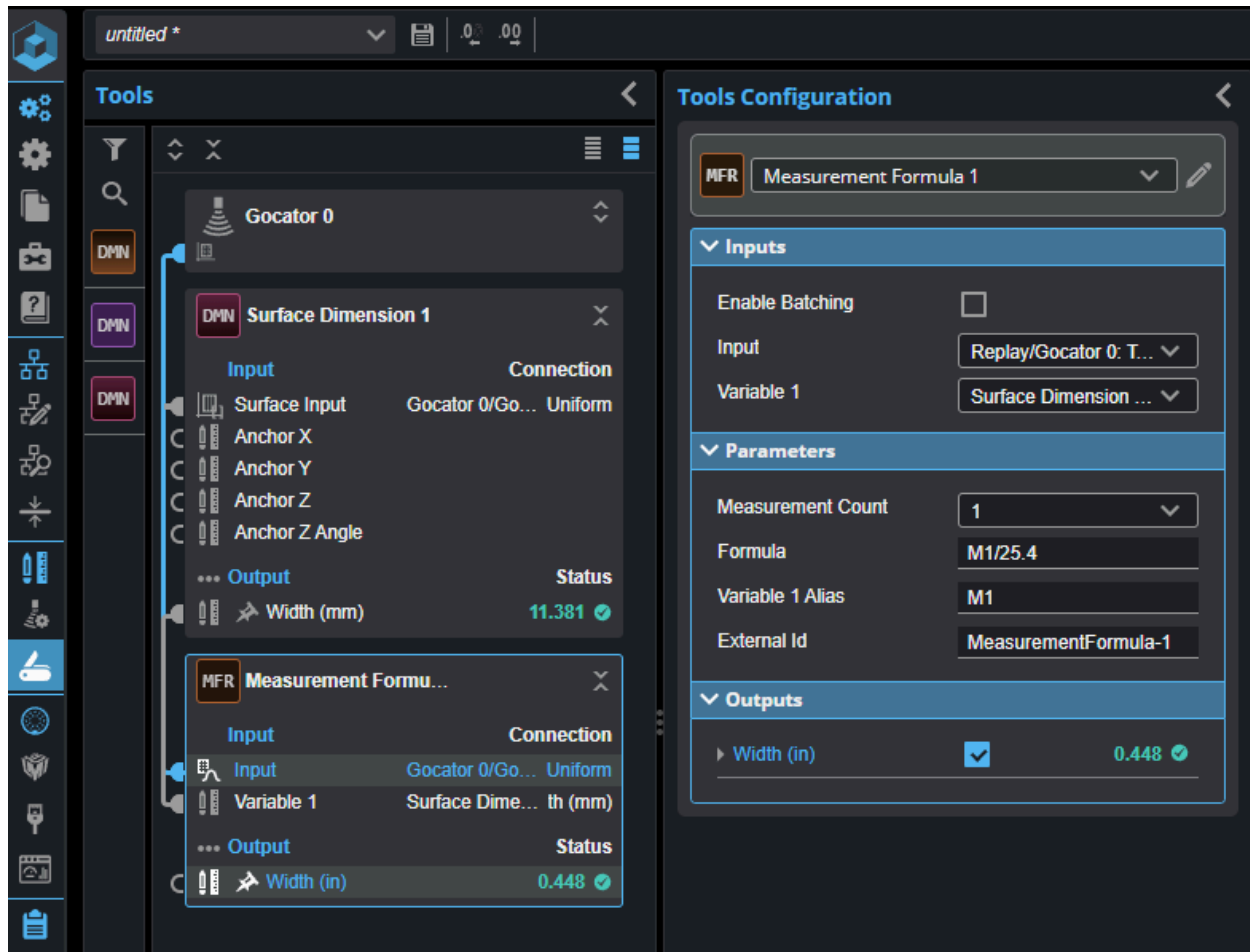 untitled *
.0 .00
Tools
Tools Configuration
MFR Measurement Formula 1
Gocator 0
DMN
DMN
DMN
DMN Surface Dimension 1
Input Connection
Surface Input Gocator 0/Go... Uniform
Anchor X
Anchor Y
Anchor Z
Anchor Z Angle
... Output Status
Width (mm) 11.381
MFR Measurement Formu...
Input Connection
Input Gocator 0/Go... Uniform
Variable 1 Surface Dime... th (mm)
... Output Status
Width (in) 0.448
Inputs
Enable Batching
Input Replay/Gocator 0: T...
Variable 1 Surface Dimension ...
Parameters
Measurement Count 1
Formula M1/25.4
Variable 1 Alias M1
External Id MeasurementFormula-1
Outputs
Width (in) 0.448